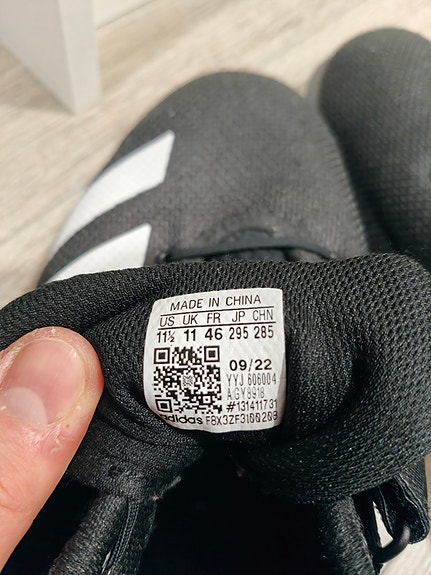 MADE IN CHINA
US UK FR JP CHN
11½ 11 46 295 285
09/22
YYJ 606004
A:GY8918
#131411731
adidas F8X3ZF3I00208